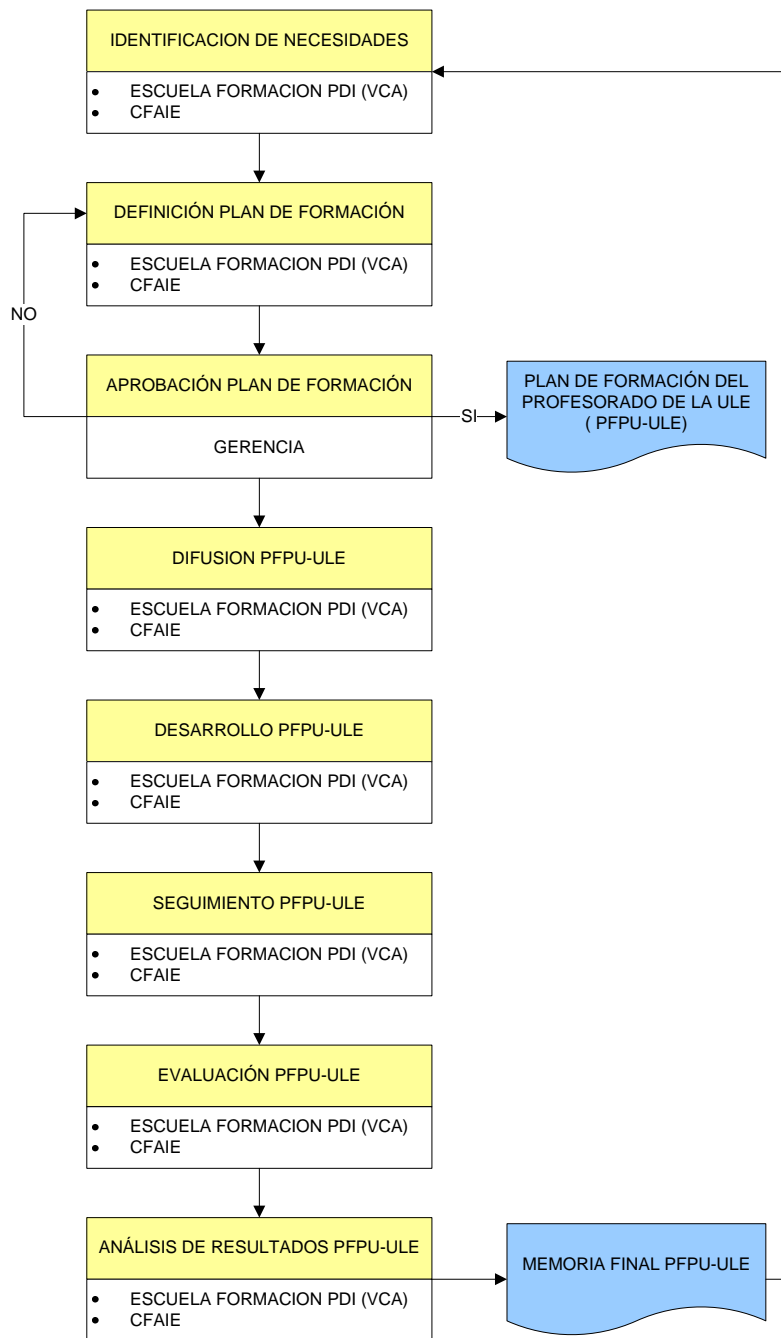 IDENTIFICACION DE NECESIDADES
• ESCUELA FORMACION PDI (VCA)
• CFAIE
DEFINICIÓN PLAN DE FORMACIÓN
• ESCUELA FORMACION PDI (VCA)
• CFAIE
NO
APROBACIÓN PLAN DE FORMACIÓN
GERENCIA
SI
PLAN DE FORMACIÓN DEL
PROFESORADO DE LA ULE
( PFPU-ULE)
DIFUSION PFPU-ULE
• ESCUELA FORMACION PDI (VCA)
• CFAIE
DESARROLLO PFPU-ULE
• ESCUELA FORMACION PDI (VCA)
• CFAIE
SEGUIMIENTO PFPU-ULE
• ESCUELA FORMACION PDI (VCA)
• CFAIE
EVALUACIÓN PFPU-ULE
• ESCUELA FORMACION PDI (VCA)
• CFAIE
ANÁLISIS DE RESULTADOS PFPU-ULE
• ESCUELA FORMACION PDI (VCA)
• CFAIE
MEMORIA FINAL PFPU-ULE